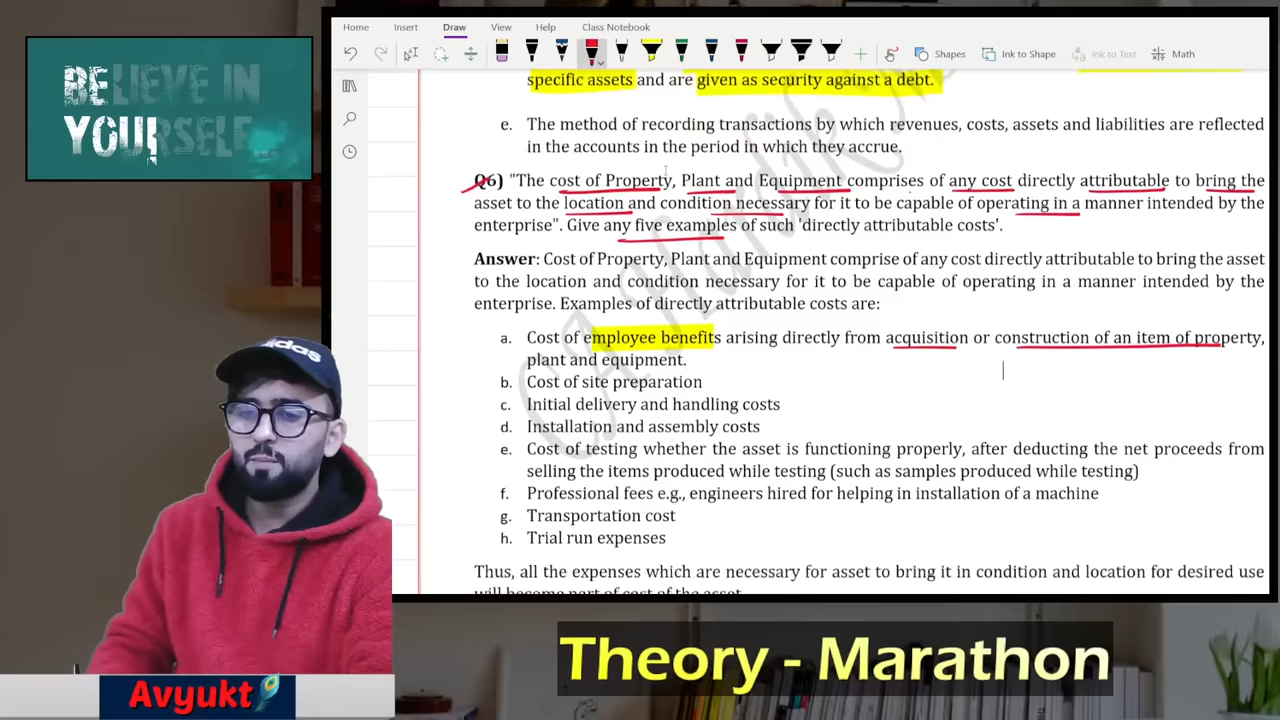 BELIEVE IN
YOURSELF
Home Insert Draw View Help Class Notebook
Shapes Ink to Shape Ink to Text Math
specific assets and are given as security against a debt.
e. The method of recording transactions by which revenues, costs, assets and liabilities are reflected
in the accounts in the period in which they accrue.
Q6) "The cost of Property, Plant and Equipment comprises of any cost directly attributable to bring the
asset to the location and condition necessary for it to be capable of operating in a manner intended by the
enterprise". Give any five examples of such 'directly attributable costs'.
Answer: Cost of Property, Plant and Equipment comprise of any cost directly attributable to bring the asset
to the location and condition necessary for it to be capable of operating in a manner intended by the
enterprise. Examples of directly attributable costs are:
a. Cost of employee benefits arising directly from acquisition or construction of an item of property,
plant and equipment.
b. Cost of site preparation
c. Initial delivery and handling costs
d. Installation and assembly costs
e. Cost of testing whether the asset is functioning properly, after deducting the net proceeds from
selling the items produced while testing (such as samples produced while testing)
f. Professional fees e.g., engineers hired for helping in installation of a machine
g. Transportation cost
h. Trial run expenses
Thus, all the expenses which are necessary for asset to bring it in condition and location for desired use
will become part of cost of the asset.
adidas
Theory - Marathon
Avyukt